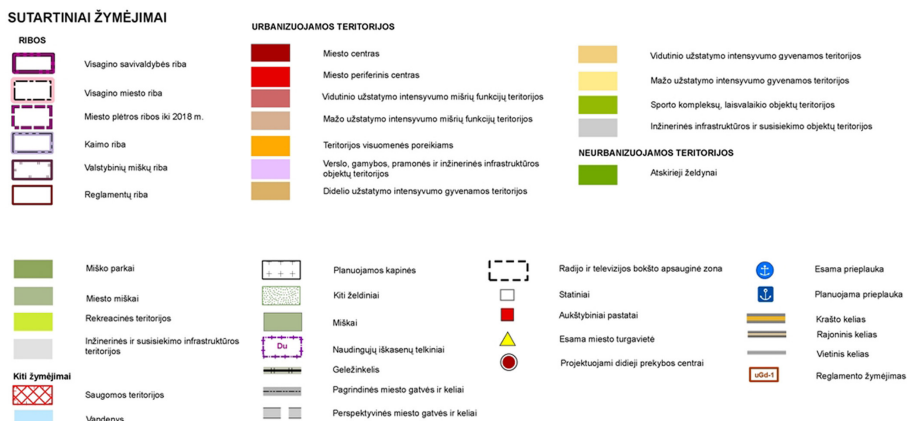 SUTARTINIAI ŽYMĖJIMAI
RIBOS
Visagino savivaldybės riba
Visagino miesto riba
Miesto plėtros ribos iki 2018 m.
Kaimo riba
Valstybinių miškų riba
Reglamentų riba
URBANIZUOJAMOS TERITORIJOS
Miesto centras
Miesto periferinis centras
Vidutinio užstatymo intensyvumo mišrių funkcijų teritorijos
Mažo užstatymo intensyvumo mišrių funkcijų teritorijos
Teritorijos visuomenės poreikiams
Verslo, gamybos, pramonės ir inžinerinės infrastruktūros
objektų teritorijos
Didelio užstatymo intensyvumo gyvenamos teritorijos
Vidutinio užstatymo intensyvumo gyvenamos teritorijos
Mažo užstatymo intensyvumo gyvenamos teritorijos
Sporto kompleksų, laisvalaikio objektų teritorijos
Inžinerinės infrastruktūros ir susisiekimo objektų teritorijos
NEURBANIZUOJAMOS TERITORIJOS
Atskirieji želdynai
Miško parkai
Miesto miškai
Rekreacinės teritorijos
Inžinerinės ir susisiekimo infrastruktūros
teritorijos
Kiti žymėjimai
Saugomos teritorijos
Vandenys
Planuojamos kapinės
Kiti želdiniai
Miškai
Du
Naudingųjų iškasenų telkiniai
Geležinkelis
Pagrindinės miesto gatvės ir keliai
Perspektyvinės miesto gatvės ir keliai
Radijo ir televizijos bokšto apsauginė zona
Statiniai
Aukštybiniai pastatai
Esama miesto turgavietė
Projektuojami didieji prekybos centrai
Esama prieplauka
Planuojama prieplauka
Krašto kelias
Rajoninis kelias
Vietinis kelias
uGd-1
Reglamento žymėjimas